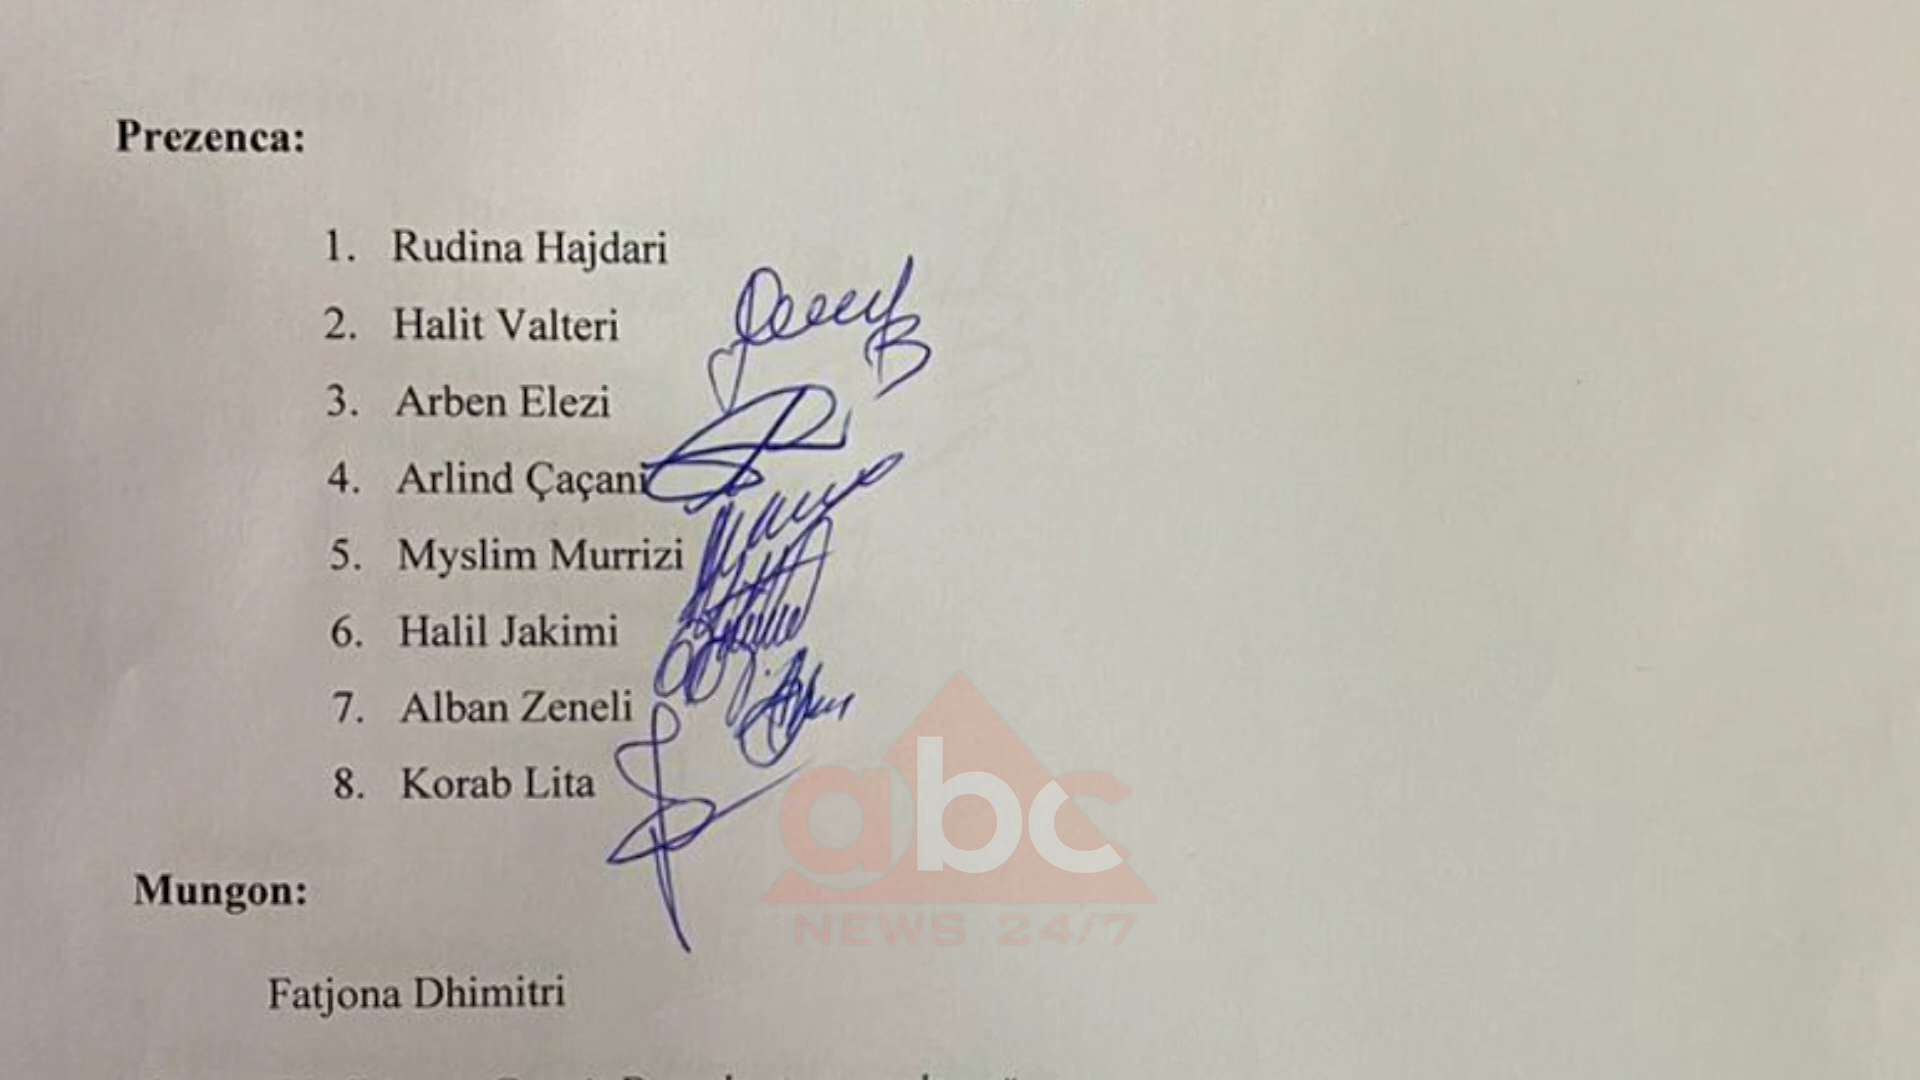 Prezenca:
1. Rudina Hajdari
2. Halit Valteri
3. Arben Elezi
4. Arlind Çaçani
5. Myslim Murrizi
6. Halil Jakimi
7. Alban Zeneli
8. Korab Lita
abc
NEWS 24/7
Mungon:
Fatjona Dhimitri